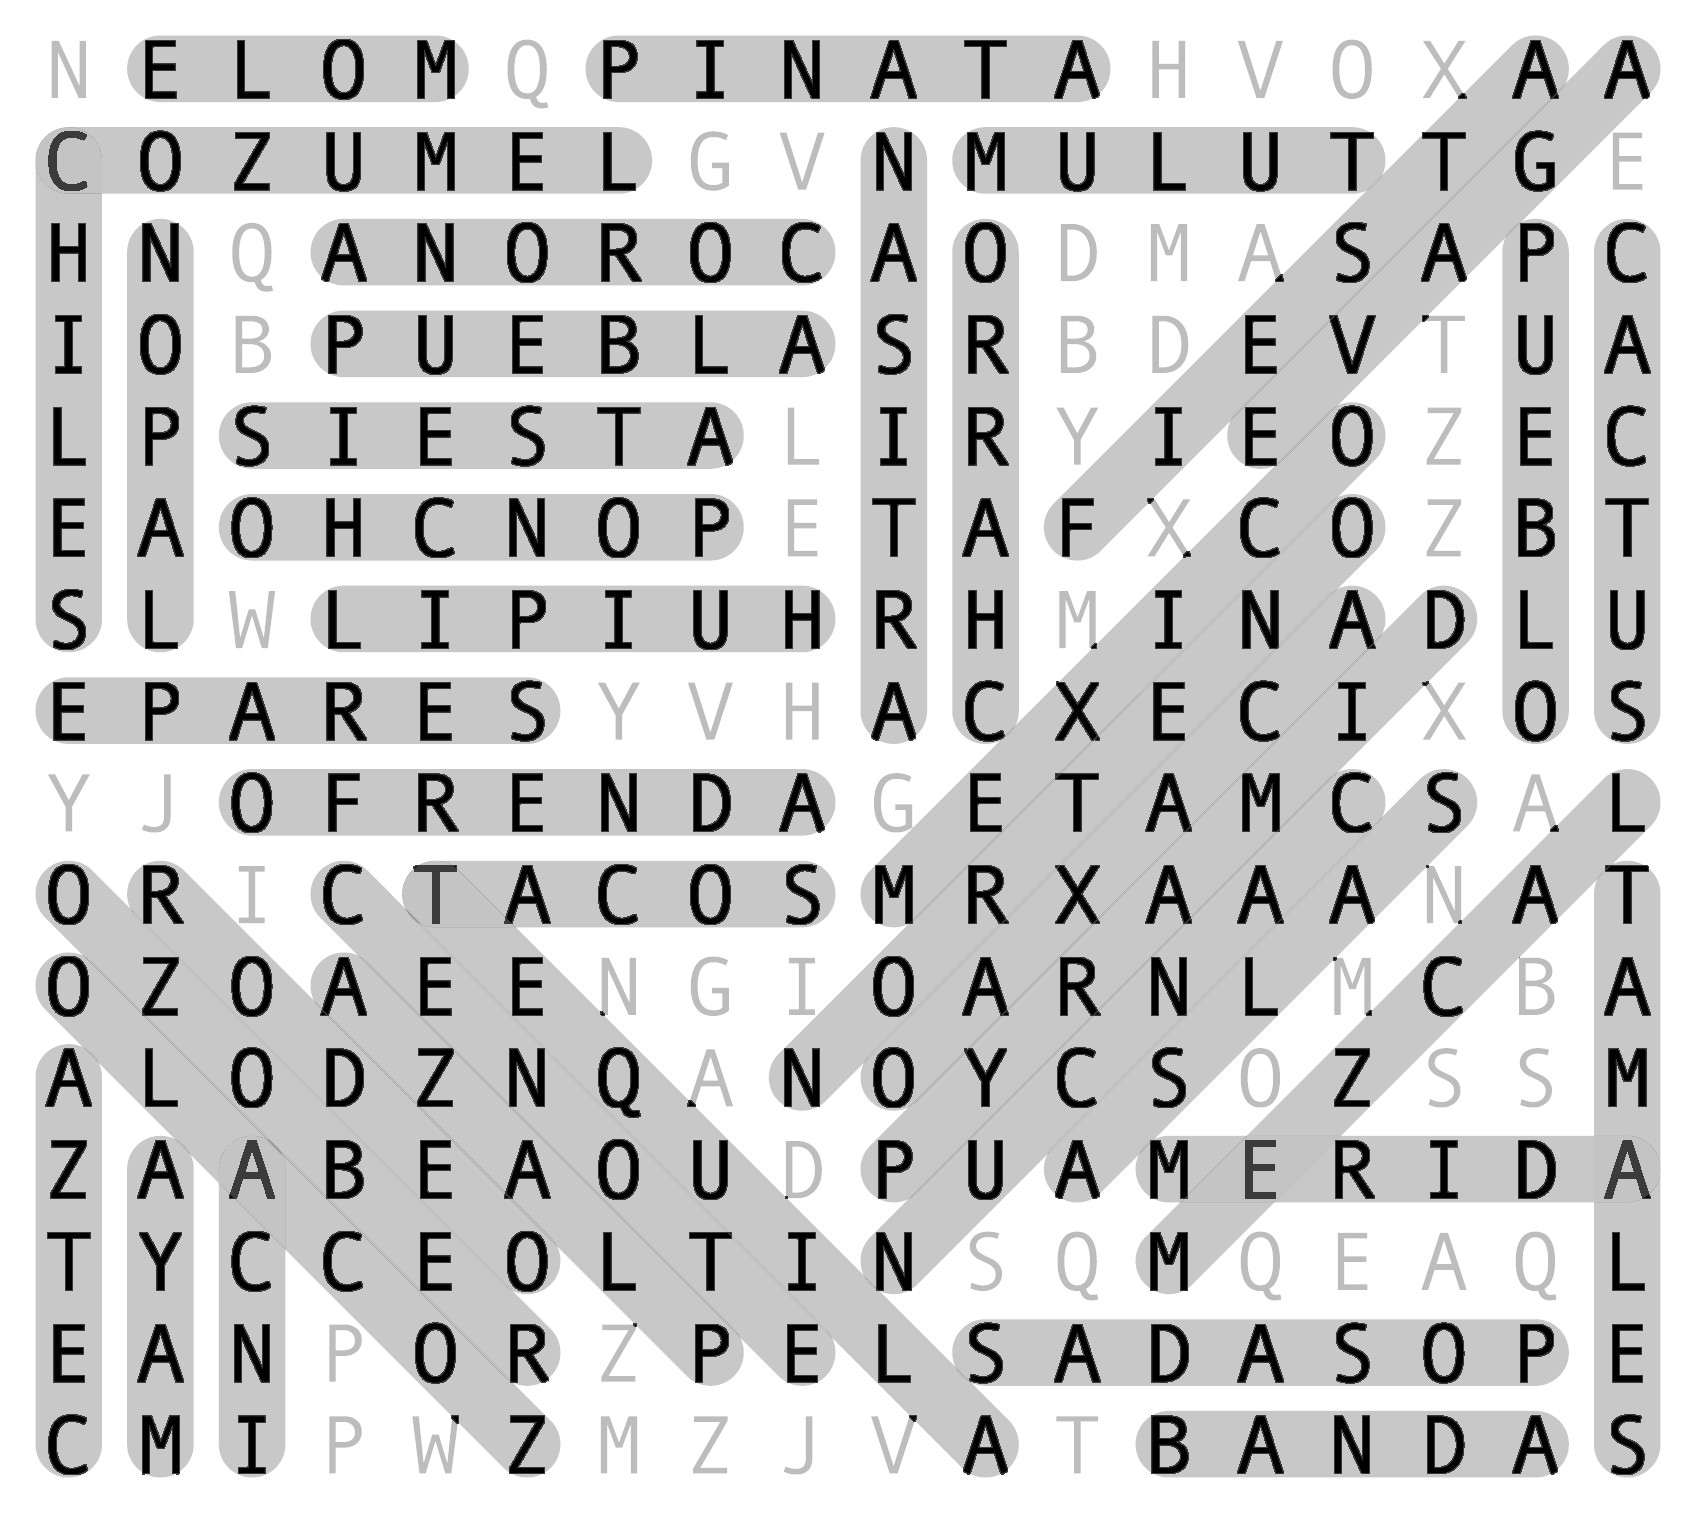 N E L O M Q P I N A T A H V O X A A
C O Z U M E L G V N M U L U T T G E
H N Q A N O R O C A O D M A S A P C
I O B P U E B L A S R B D E V T U A
L P S I E S T A L I R Y I E O Z E C
E A O H C N O P E T A F X C O Z B T
S L W L I P I U H R H M I N A D L U
E P A R E S Y V H A C X E C I X O S
Y J O F R E N D A G E T A M C S A L
O R I C T A C O S M R X A A A N A T
O Z O A E E N G I O A R N L M C B A
A L O D Z N Q A N O Y C S O Z S S M
Z A A B E A O U D P U A M E R I D A
T Y C C E O L T I N S Q M Q E A Q L
E A N P O R Z P E L S A D A S O P E
C M I P W Z M Z J V A T B A N D A S